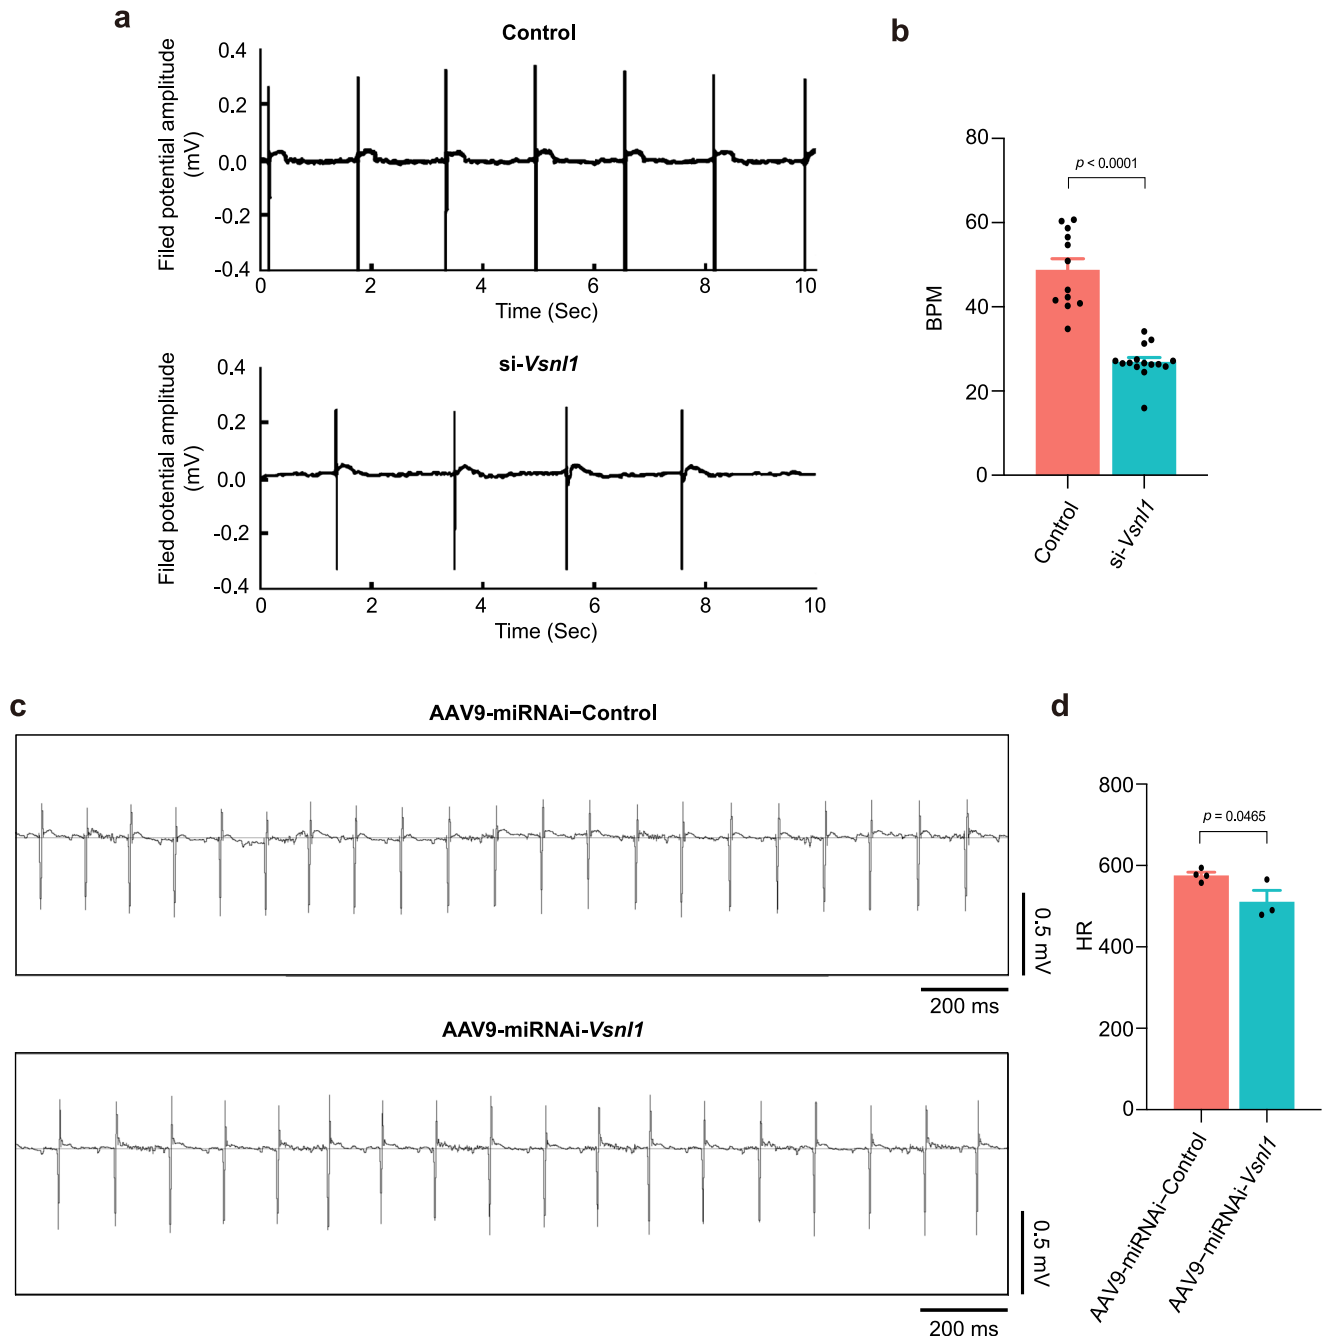 a
Control
Filed potential amplitude
(mV)
0.4
0.2
0.0
-0.2
-0.4
0 2 4 6 8 10
Time (Sec)
si-Vsnl1
Filed potential amplitude
(mV)
0.4
0.2
0.0
-0.2
-0.4
0 2 4 6 8 10
Time (Sec)
b
BPM
80
60
40
20
0
p < 0.0001
Control
si-Vsnl1
c
AAV9-miRNAi−Control
0.5 mV
200 ms
AAV9-miRNAi-Vsnl1
0.5 mV
200 ms
d
HR
800
600
400
200
0
p = 0.0465
AAV9-miRNAi−Control
AAV9−miRNAi-Vsnl1